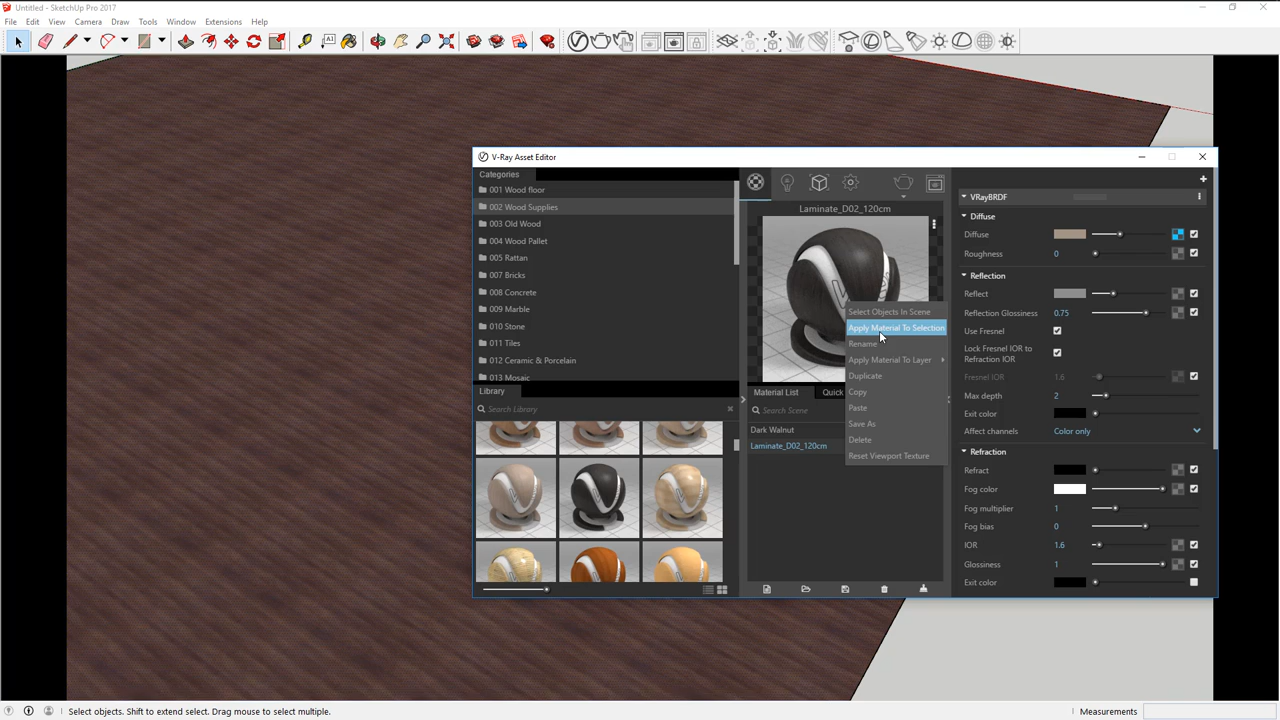 Untitled - SketchUp Pro 2017
File Edit View Camera Draw Tools Window Extensions Help
V-Ray Asset Editor
Categories
001 Wood floor
002 Wood Supplies
003 Old Wood
004 Wood Pallet
005 Rattan
007 Bricks
008 Concrete
009 Marble
010 Stone
011 Tiles
012 Ceramic & Porcelain
013 Mosaic
Library
Search Library
Laminate_D02_120cm
Material List Quick
Search Scene
Dark Walnut
Laminate_D02_120cm
Select Objects In Scene
Apply Material To Selection
Rename
Apply Material To Layer
Duplicate
Copy
Paste
Save As
Delete
Reset Viewport Texture
VRayBRDF
Diffuse
Diffuse
Roughness 0
Reflection
Reflect
Reflection Glossiness 0.75
Use Fresnel
Lock Fresnel IOR to
Refraction IOR
Fresnel IOR 1.6
Max depth 2
Exit color
Affect channels Color only
Refraction
Refract
Fog color
Fog multiplier 1
Fog bias 0
IOR 1.6
Glossiness 1
Exit color
Select objects. Shift to extend select. Drag mouse to select multiple.
Measurements